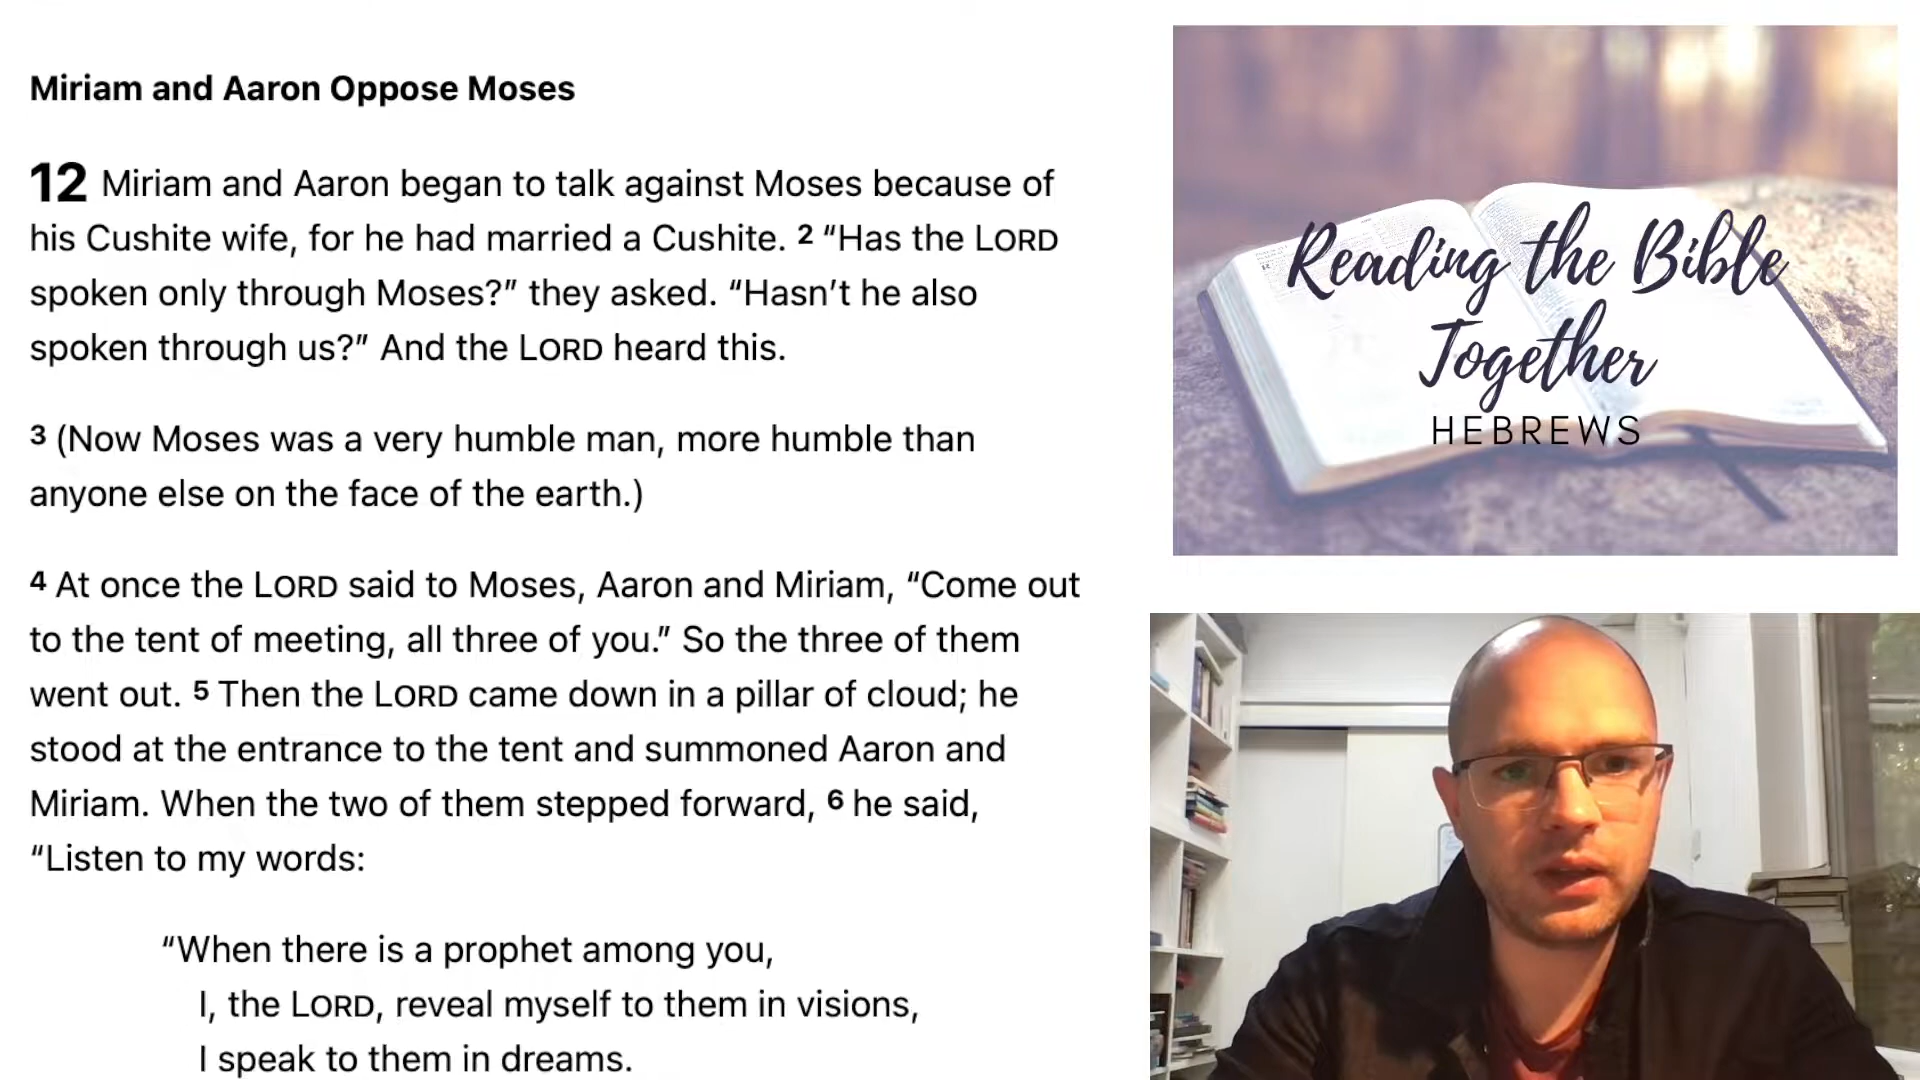 Miriam and Aaron Oppose Moses
12 Miriam and Aaron began to talk against Moses because of
his Cushite wife, for he had married a Cushite. 2 “Has the LORD
spoken only through Moses?” they asked. “Hasn’t he also
spoken through us?” And the LORD heard this.
3 (Now Moses was a very humble man, more humble than
anyone else on the face of the earth.)
4 At once the LORD said to Moses, Aaron and Miriam, “Come out
to the tent of meeting, all three of you.” So the three of them
went out. 5 Then the LORD came down in a pillar of cloud; he
stood at the entrance to the tent and summoned Aaron and
Miriam. When the two of them stepped forward, 6 he said,
“Listen to my words:
“When there is a prophet among you,
I, the LORD, reveal myself to them in visions,
I speak to them in dreams.
Reading the Bible
Together
HEBREWS